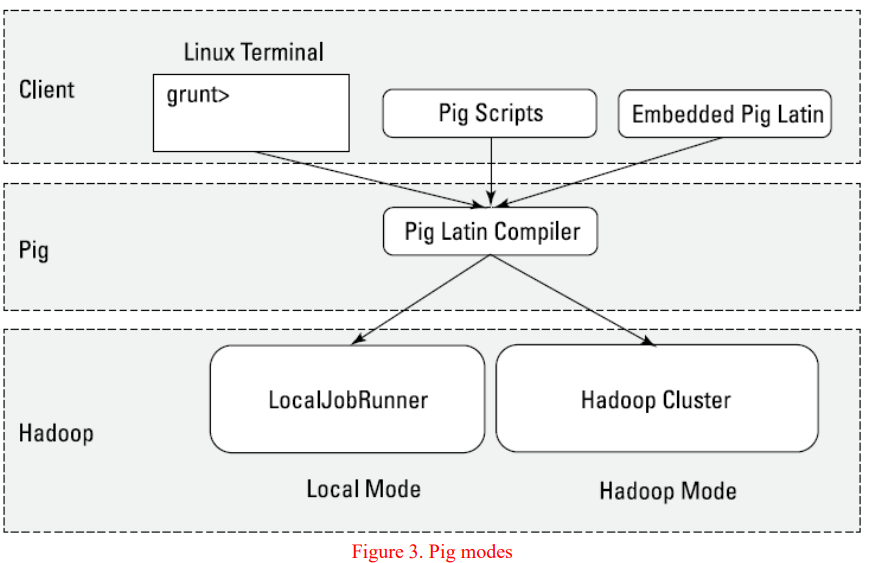 Linux Terminal
Client
grunt>
Pig Scripts
Embedded Pig Latin
Pig Latin Compiler
Pig
LocalJobRunner
Hadoop Cluster
Hadoop
Local Mode
Hadoop Mode
Figure 3. Pig modes